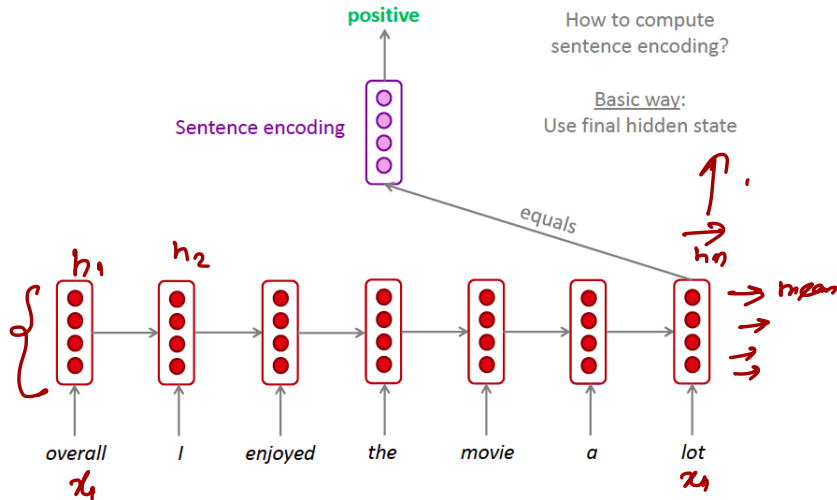 positive
How to compute
sentence encoding?
Basic way:
Use final hidden state
Sentence encoding
equals
h1
h2
hn
mean
overall
I
enjoyed
the
movie
a
lot
x1
xn